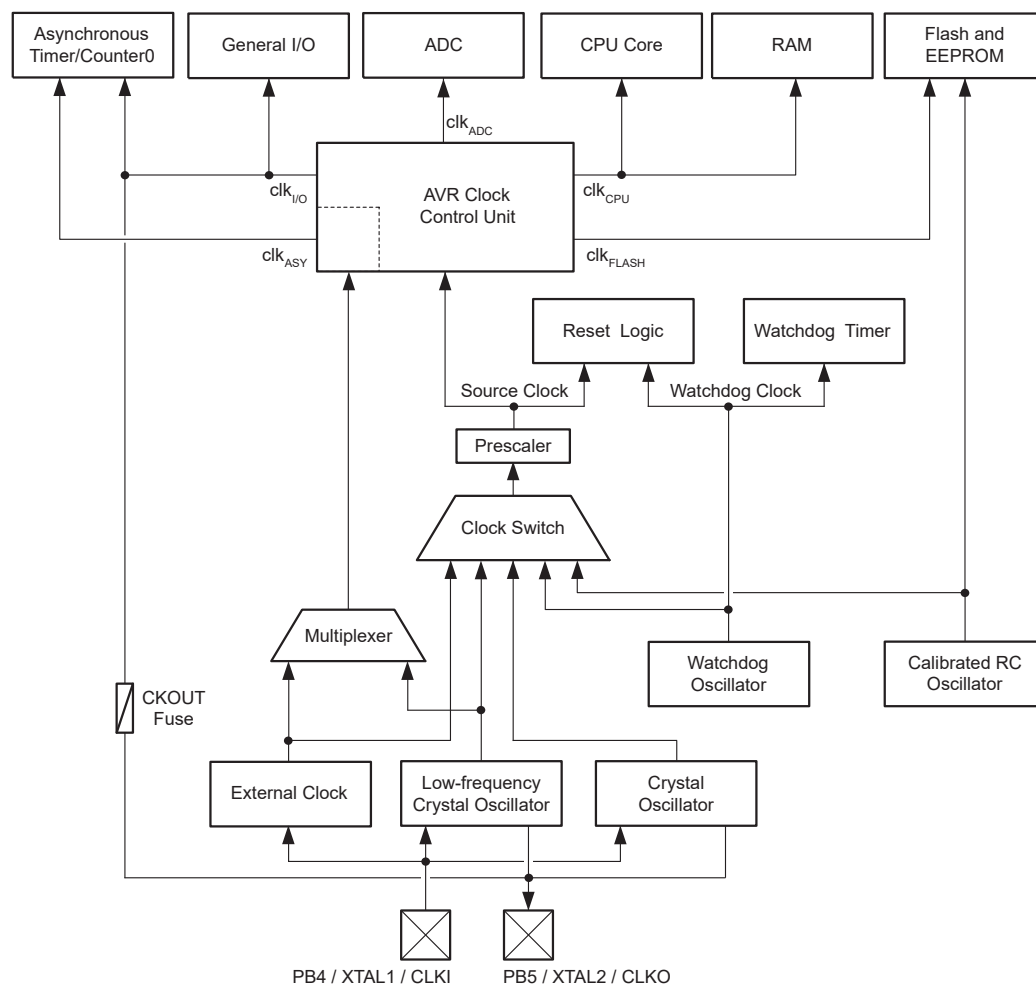 Asynchronous
Timer/Counter0
General I/O
ADC
CPU Core
RAM
Flash and
EEPROM
clkADC
clkI/O
AVR Clock
Control Unit
clkCPU
clkASY
clkFLASH
Reset Logic
Watchdog Timer
Source Clock
Watchdog Clock
Prescaler
Clock Switch
Multiplexer
Watchdog
Oscillator
Calibrated RC
Oscillator
CKOUT
Fuse
External Clock
Low-frequency
Crystal Oscillator
Crystal
Oscillator
PB4 / XTAL1 / CLKI
PB5 / XTAL2 / CLKO